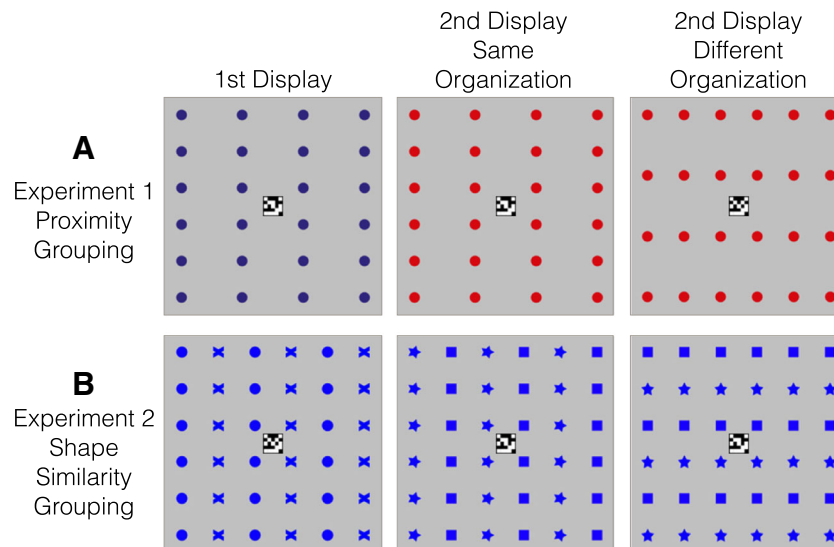 1st Display
2nd Display
Same
Organization
2nd Display
Different
Organization
A
Experiment 1
Proximity
Grouping
B
Experiment 2
Shape
Similarity
Grouping